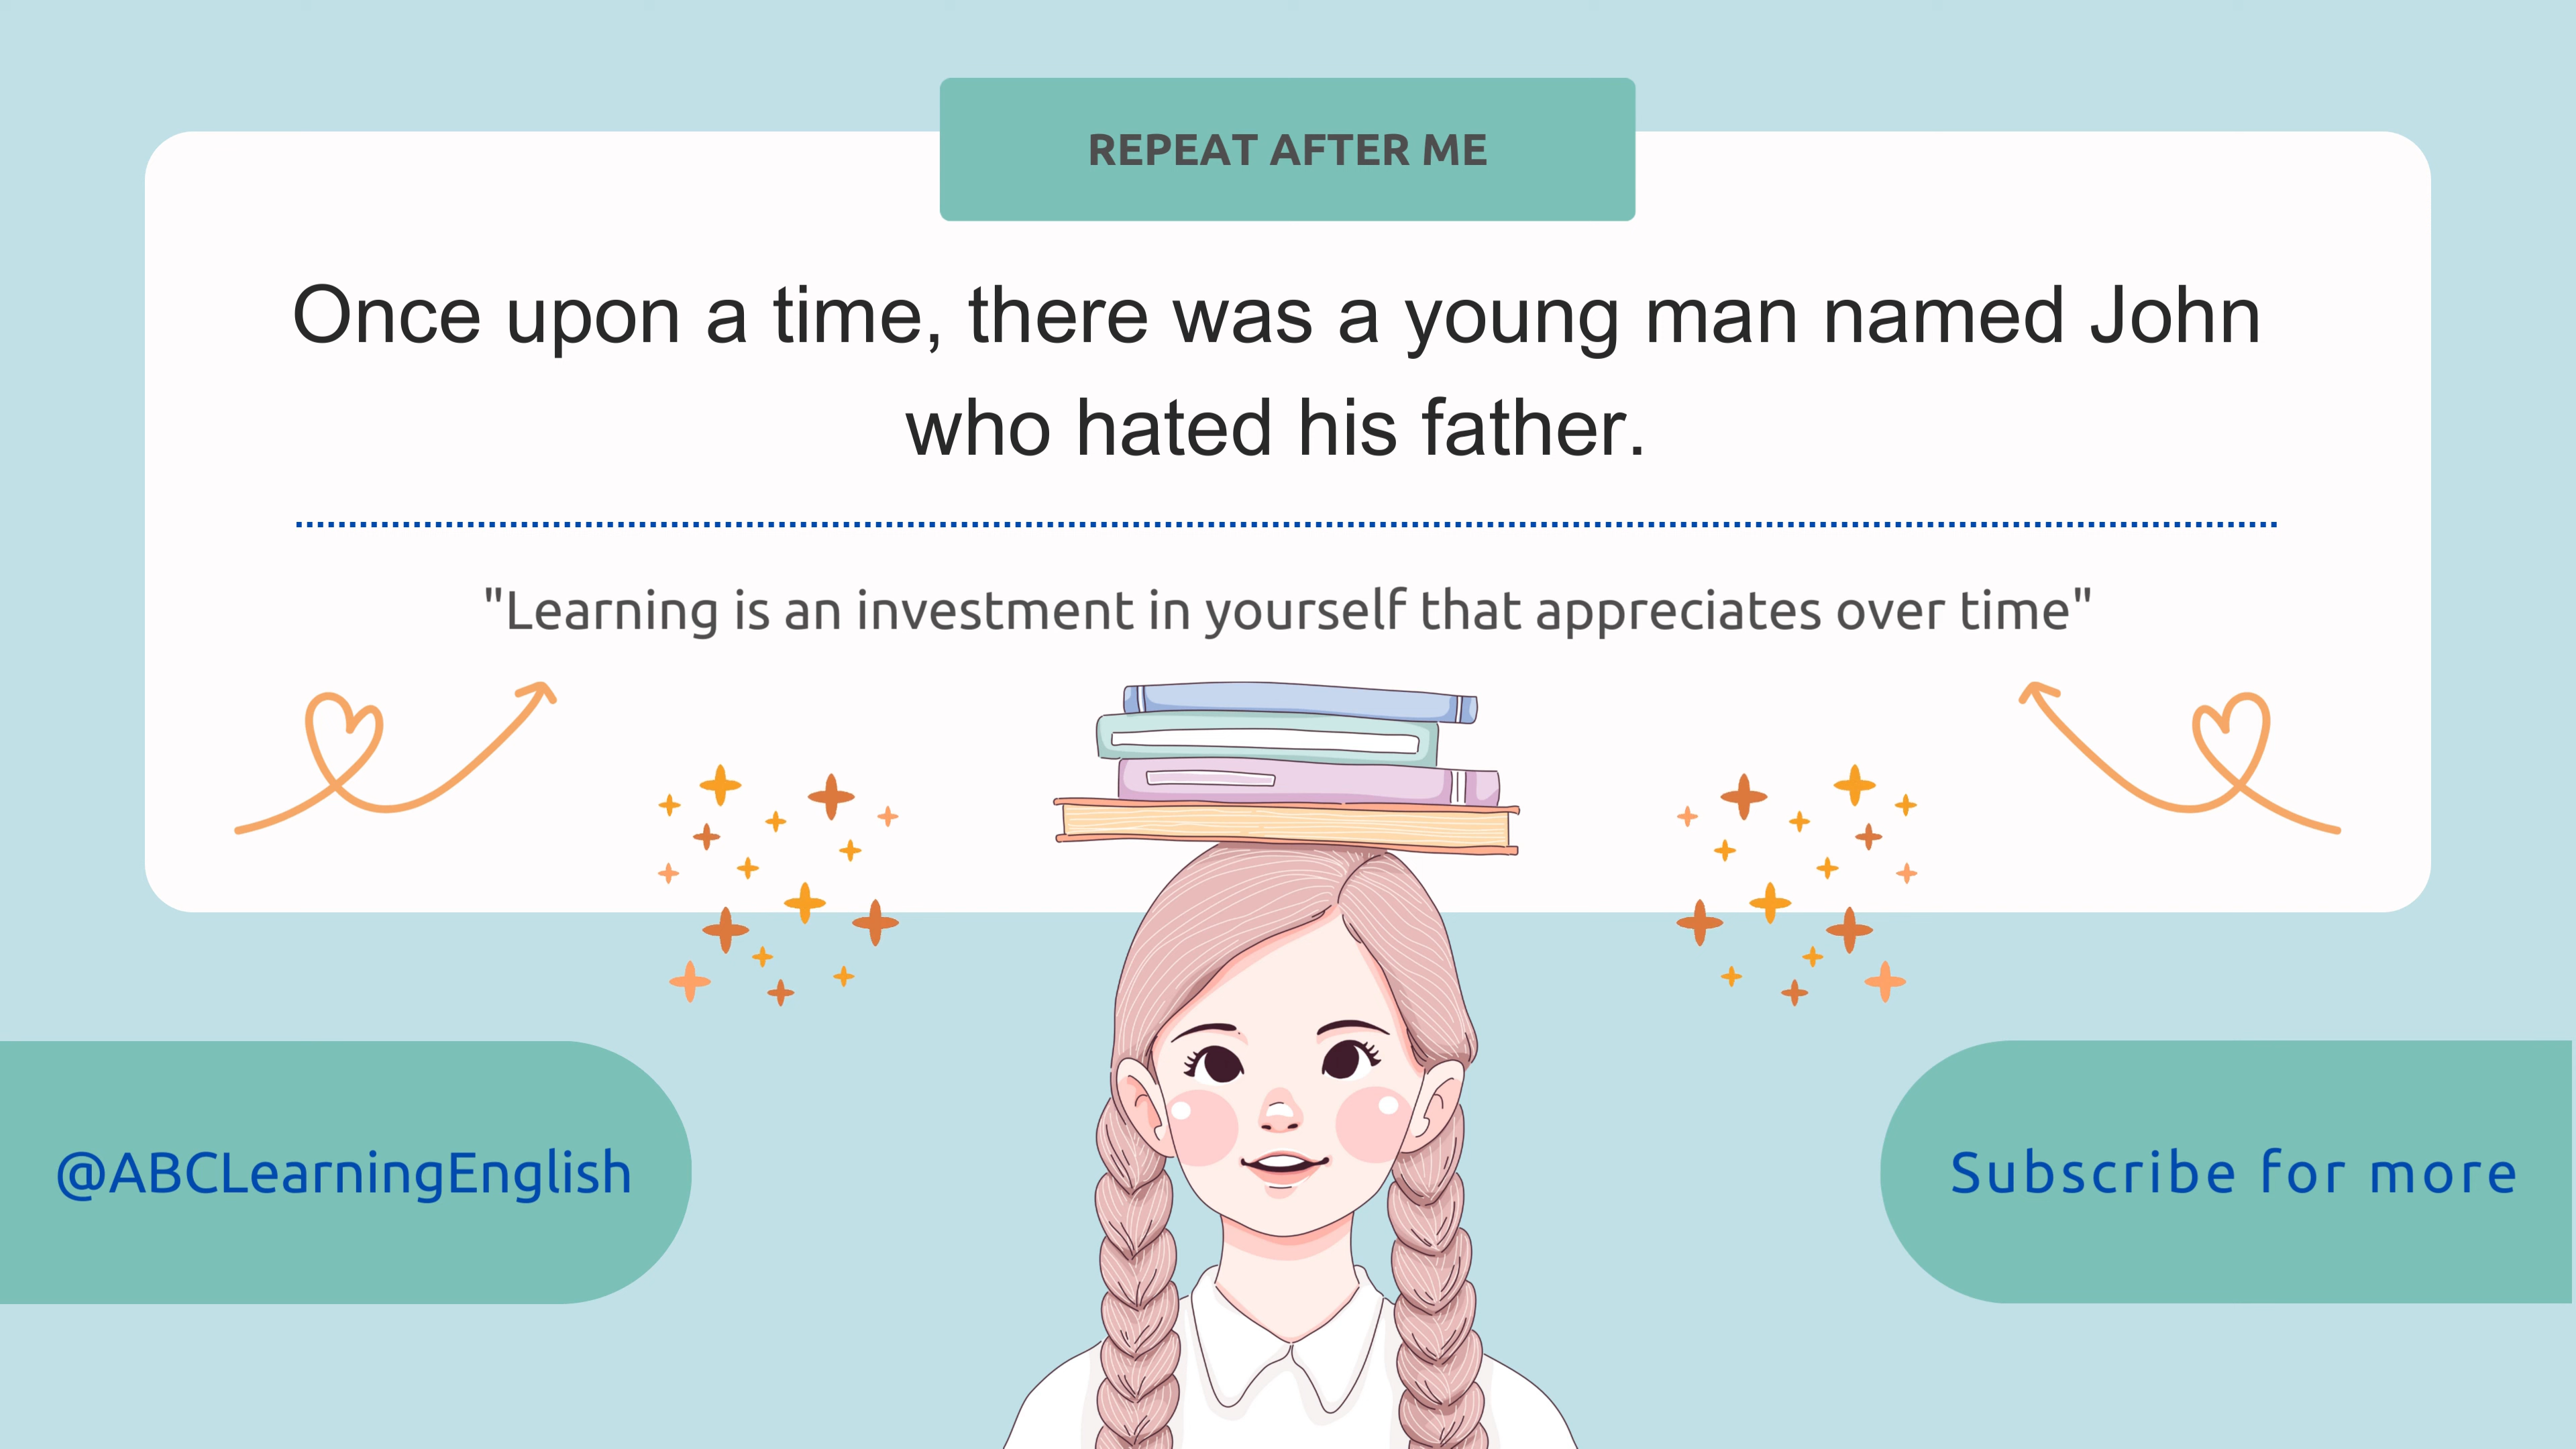 REPEAT AFTER ME
Once upon a time, there was a young man named John
who hated his father.
"Learning is an investment in yourself that appreciates over time"
@ABCLearningEnglish
Subscribe for more